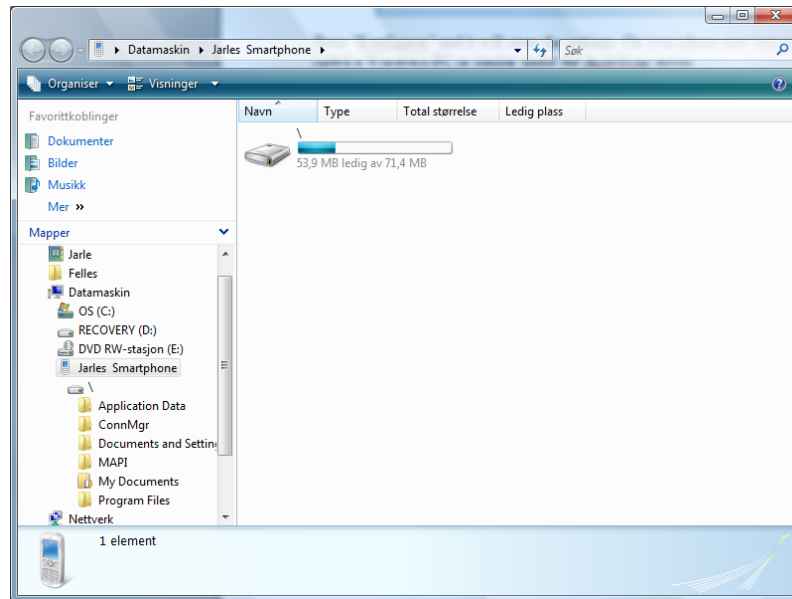 Datamaskin Jarles Smartphone
Søk
Organiser Visninger
Favorittkoblinger
Dokumenter
Bilder
Musikk
Mer »
Mapper
Jarle
Felles
Datamaskin
OS (C:)
RECOVERY (D:)
DVD RW-stasjon (E:)
Jarles Smartphone
\
Application Data
ConnMgr
Documents and Setting
MAPI
My Documents
Program Files
Nettverk
Navn Type Total størrelse Ledig plass
\
53,9 MB ledig av 71,4 MB
1 element